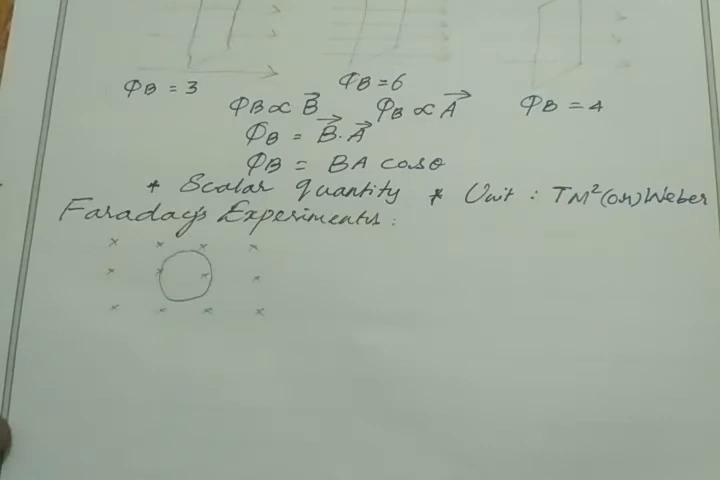 ΦB = 3
ΦB = 6
ΦB = 4
ΦB ∝ B⃗ ΦB ∝ A⃗
ΦB = B⃗ . A⃗
ΦB = BA cosθ
* Scalar quantity * Unit : TM²(or) Weber
Faraday's Experiments :